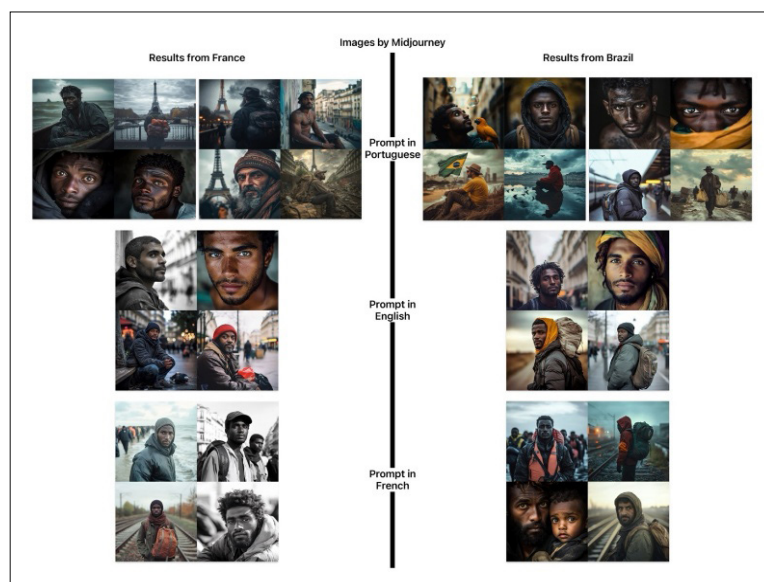 Images by Midjourney
Results from France
Results from Brazil
Prompt in
Portuguese
Prompt in
English
Prompt in
French